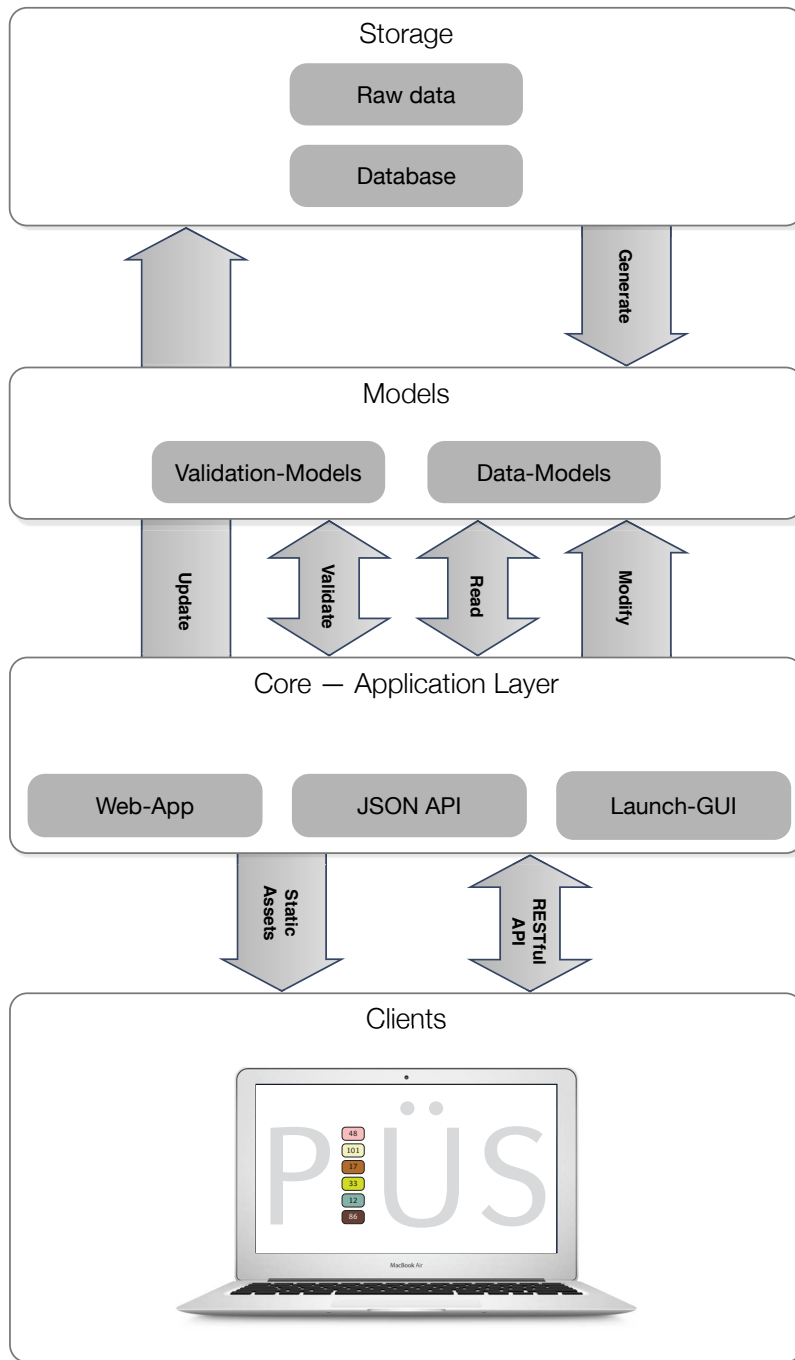 Storage
Raw data
Database
Generate
Models
Validation-Models
Data-Models
Update
Validate
Read
Modify
Core — Application Layer
Web-App
JSON API
Launch-GUI
Static
Assets
RESTful
API
Clients
P ÜS
48
101
17
33
12
86
MacBook Air